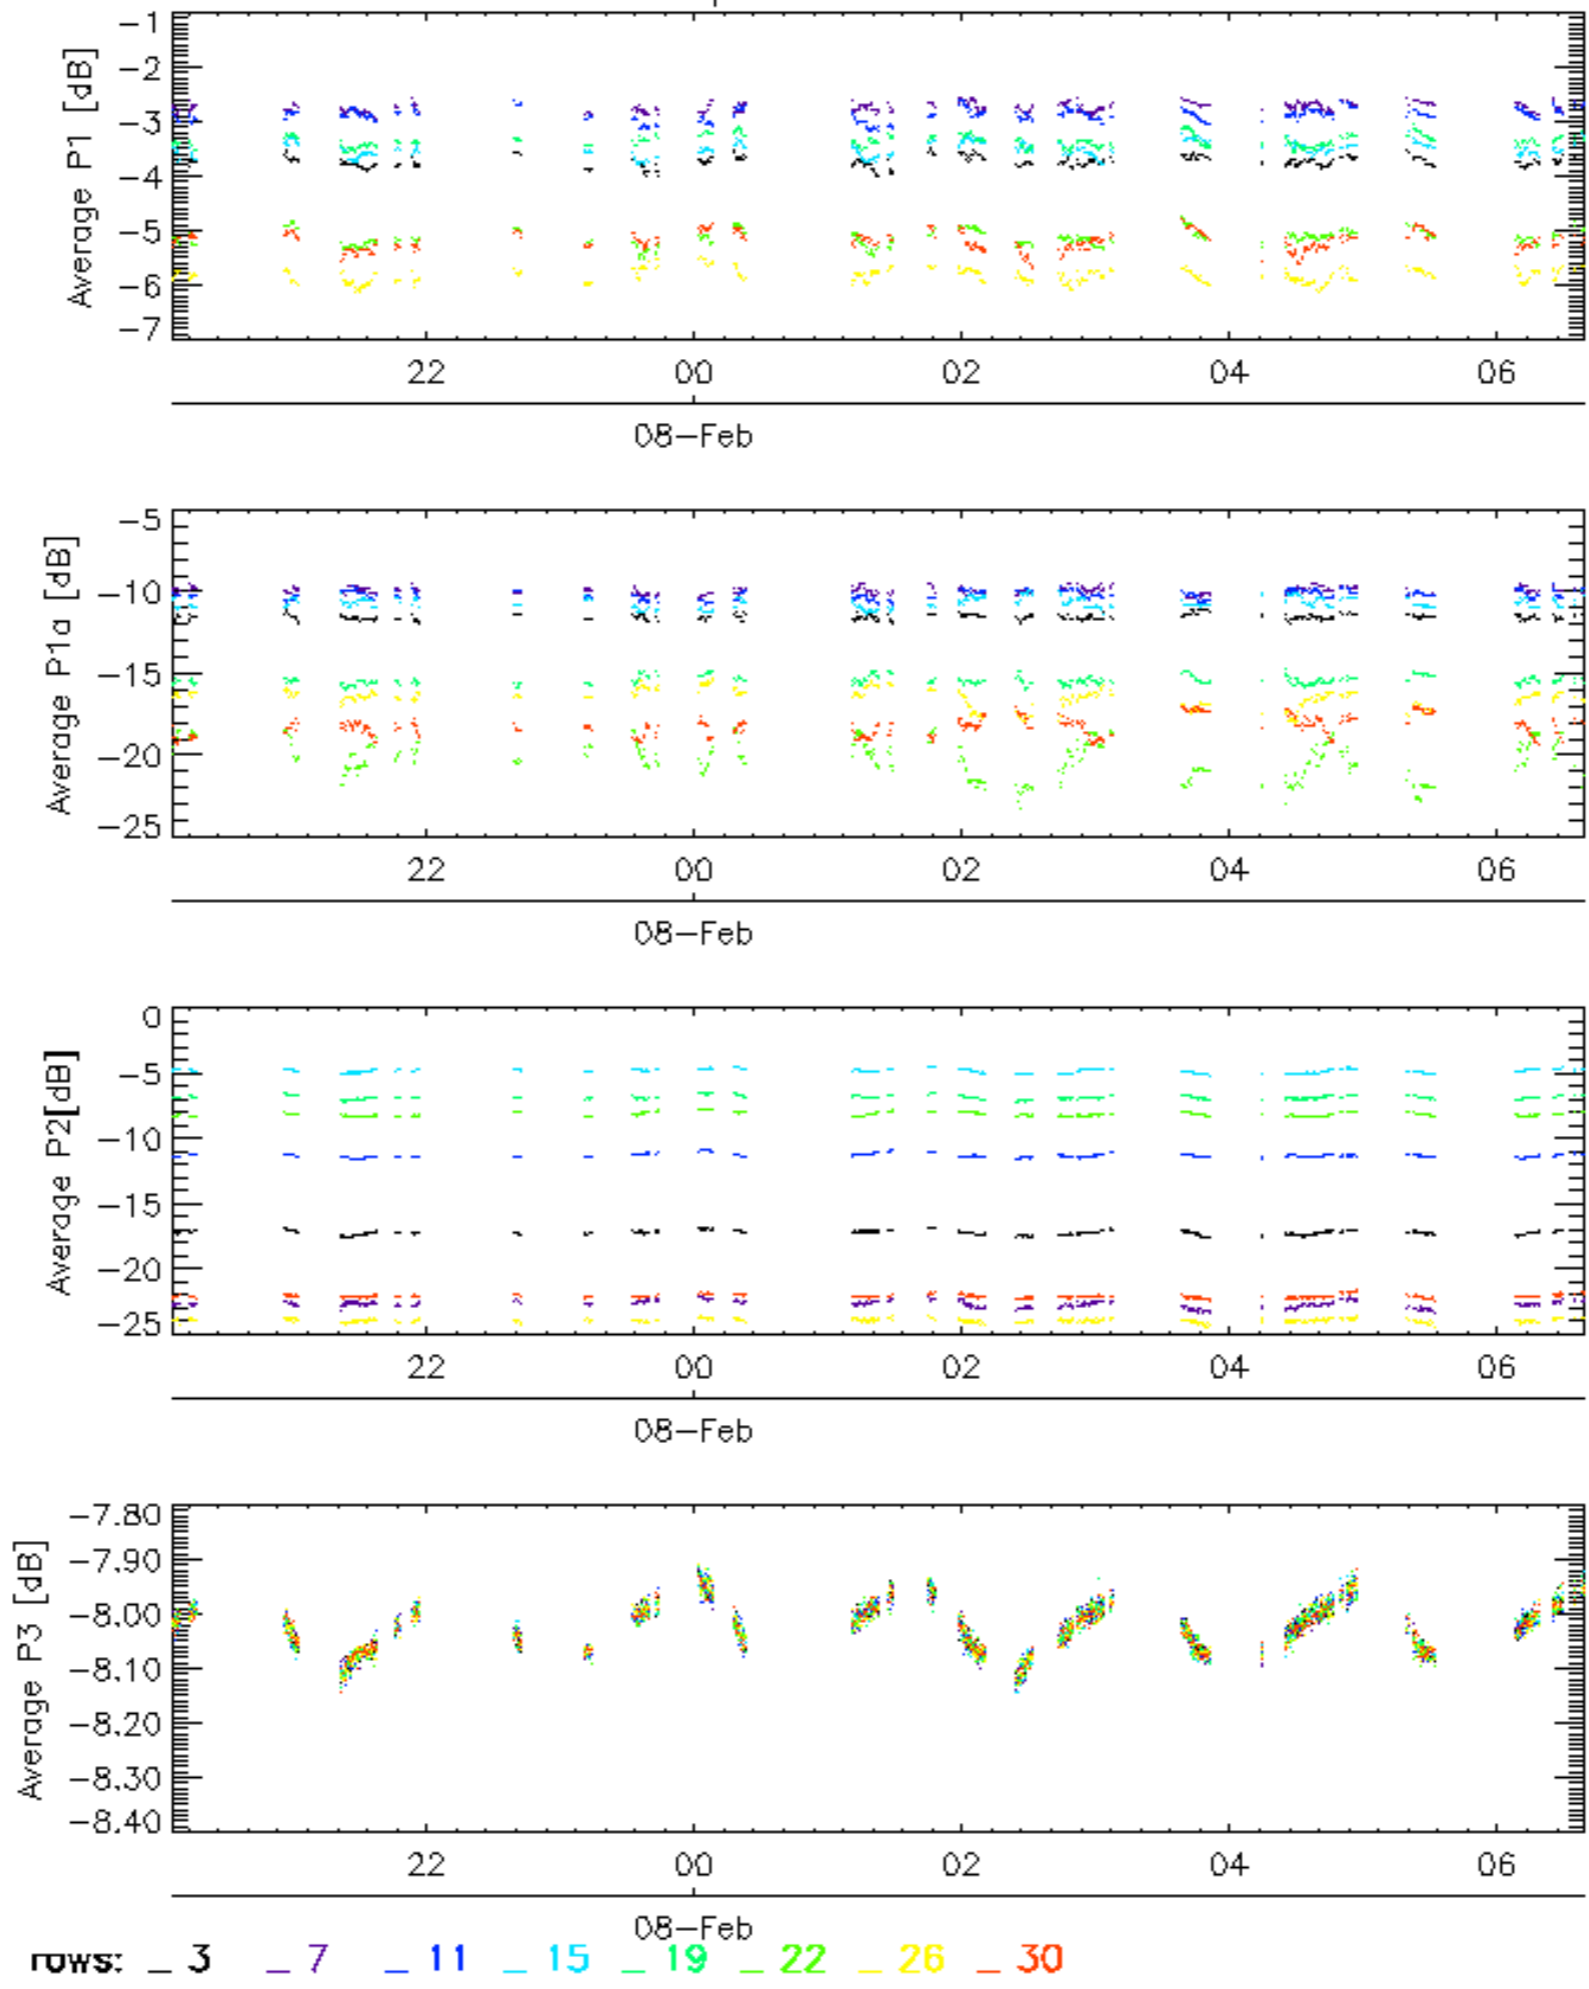 Average P1 [dB]
-1
-2
-3
-4
-5
-6
-7
22 00 02 04 06
08-Feb
Average P1a [dB]
-5
-10
-15
-20
-25
22 00 02 04 06
08-Feb
Average P2[dB]
0
-5
-10
-15
-20
-25
22 00 02 04 06
08-Feb
Average P3 [dB]
-7.80
-7.90
-8.00
-8.10
-8.20
-8.30
-8.40
22 00 02 04 06
08-Feb
rows: _ 3 _ 7 _ 11 _ 15 _ 19 _ 22 _ 26 _ 30